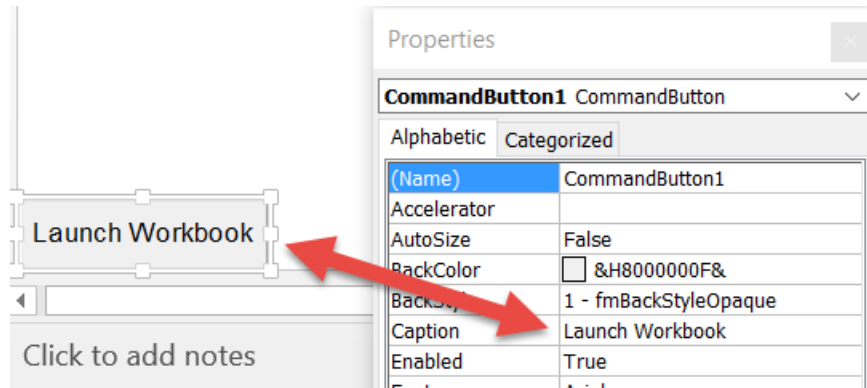 Properties
CommandButton1 CommandButton
Alphabetic Categorized
(Name) CommandButton1
Accelerator
AutoSize False
Launch Workbook
BackColor &H8000000F&
1 - fmBackStyleOpaque
Caption Launch Workbook
Click to add notes
Enabled True